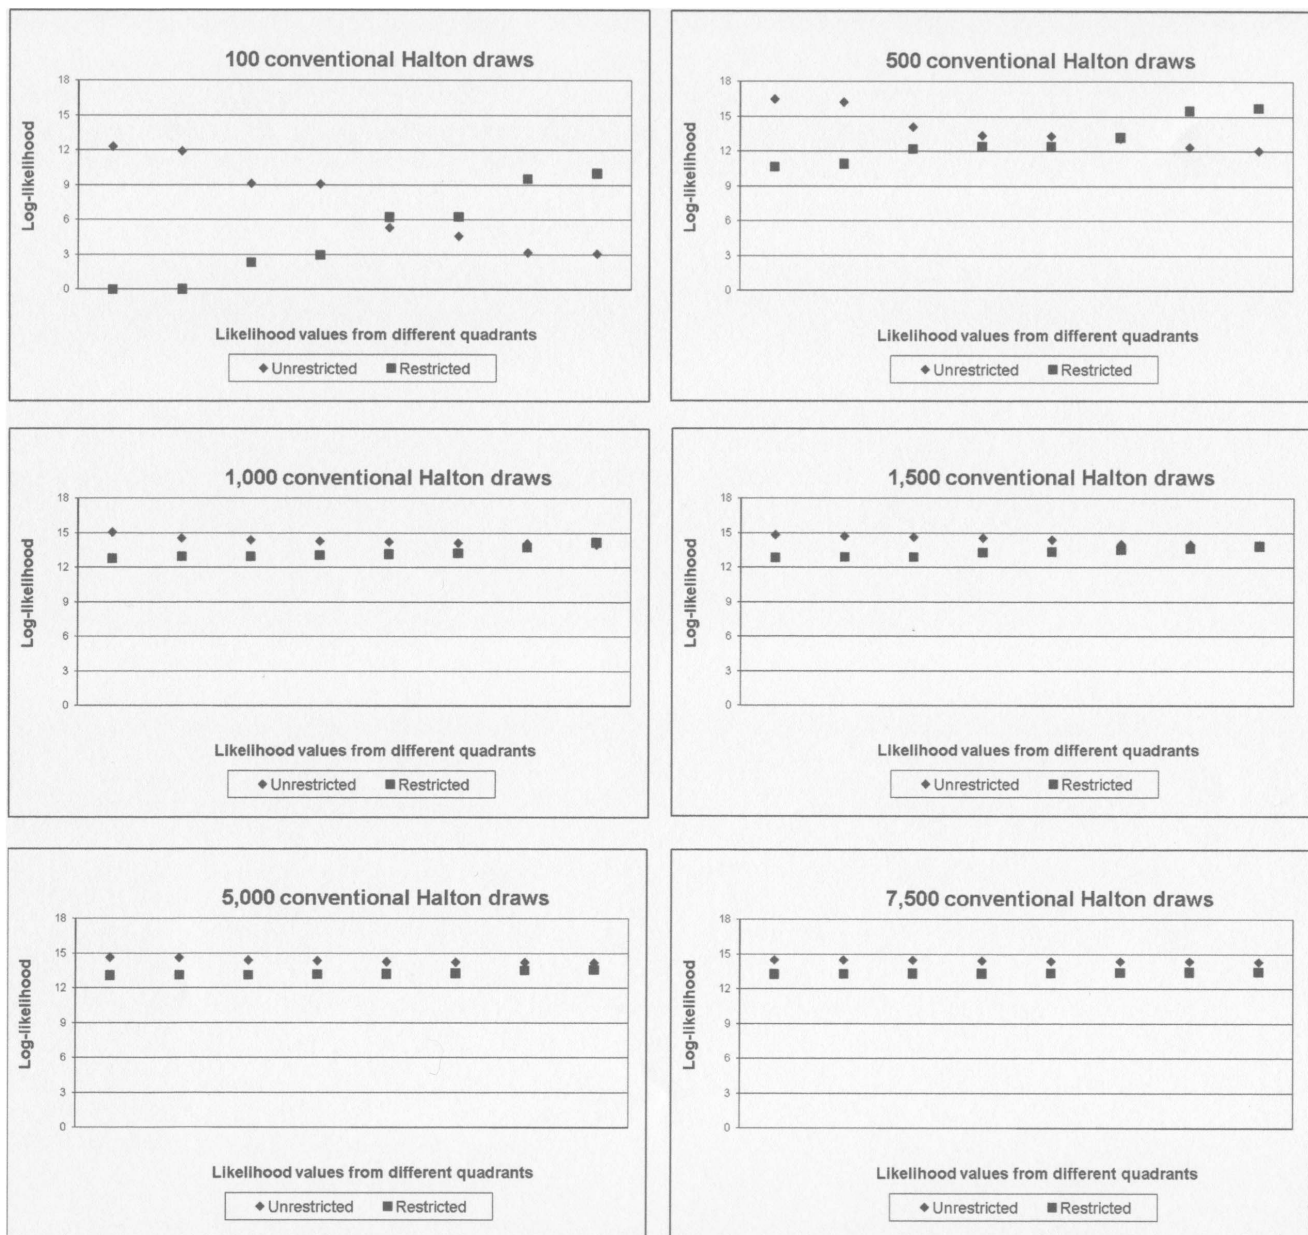 100 conventional Halton draws
18
15
12
9
6
3
0
Log-likelihood
Likelihood values from different quadrants
Unrestricted Restricted
500 conventional Halton draws
18
15
12
9
6
3
0
Log-likelihood
Likelihood values from different quadrants
Unrestricted Restricted
1,000 conventional Halton draws
18
15
12
9
6
3
0
Log-likelihood
Likelihood values from different quadrants
Unrestricted Restricted
1,500 conventional Halton draws
18
15
12
9
6
3
0
Log-likelihood
Likelihood values from different quadrants
Unrestricted Restricted
5,000 conventional Halton draws
18
15
12
9
6
3
0
Log-likelihood
Likelihood values from different quadrants
Unrestricted Restricted
7,500 conventional Halton draws
18
15
12
9
6
3
0
Log-likelihood
Likelihood values from different quadrants
Unrestricted Restricted